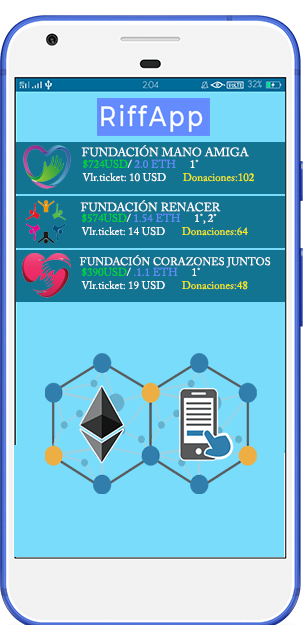 2:04
VOLTE
32%
RiffApp
FUNDACIÓN MANO AMIGA
$724USD/ 2.0 ETH 1°
Vlr.ticket: 10 USD Donaciones:102
FUNDACIÓN RENACER
$574USD/ 1.54 ETH 1°, 2°
Vlr.ticket: 14 USD Donaciones:64
FUNDACIÓN CORAZONES JUNTOS
$390USD/ .1.1 ETH 1°
Vlr.ticket: 19 USD Donaciones:48